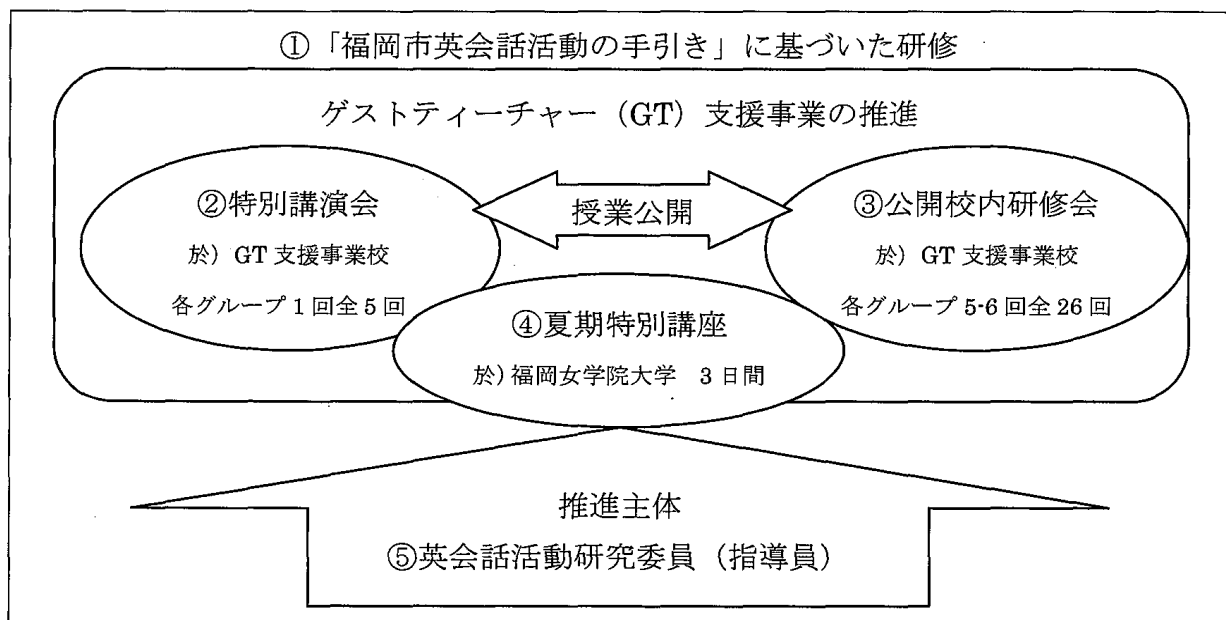 ①「福岡市英会話活動の手引き」に基づいた研修
ゲストティーチャー（GT）支援事業の推進
②特別講演会
於）GT 支援事業校
各グループ 1 回全 5 回
授業公開
③公開校内研修会
於）GT 支援事業校
各グループ 5-6 回全 26 回
④夏期特別講座
於）福岡女学院大学　3 日間
推進主体
⑤英会話活動研究委員（指導員）